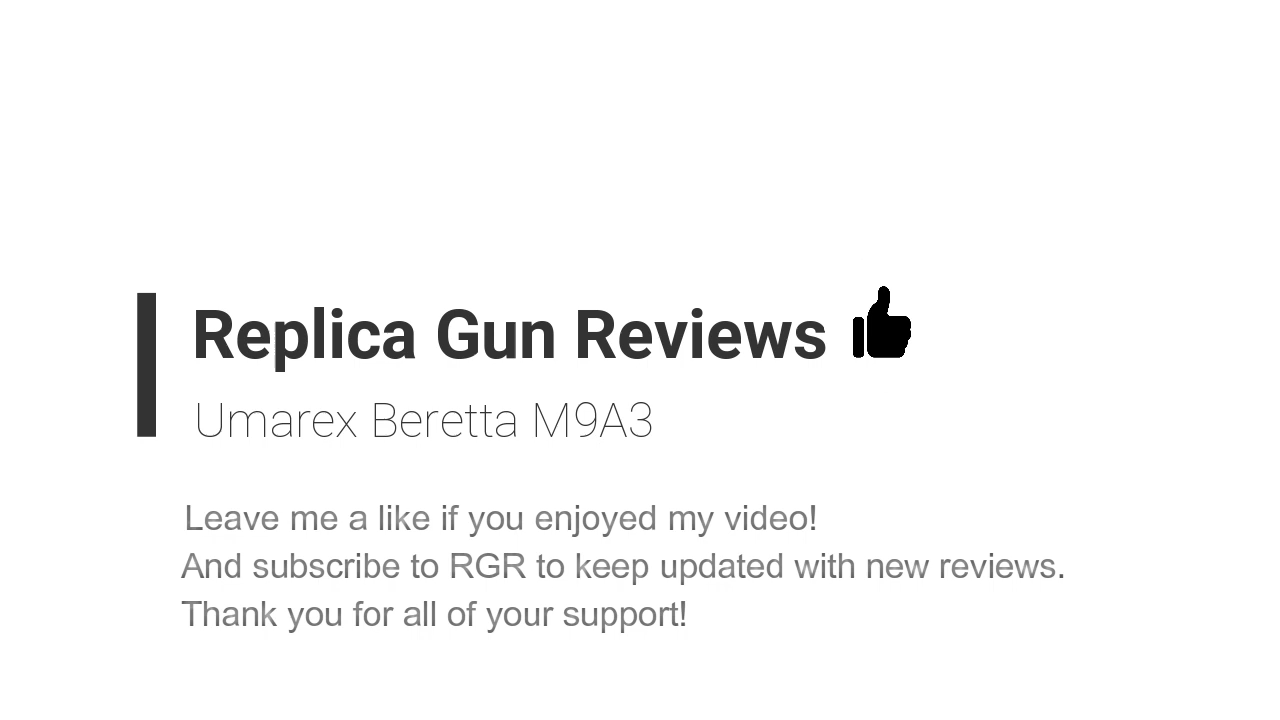 Replica Gun Reviews
Umarex Beretta M9A3
Leave me a like if you enjoyed my video!
And subscribe to RGR to keep updated with new reviews.
Thank you for all of your support!